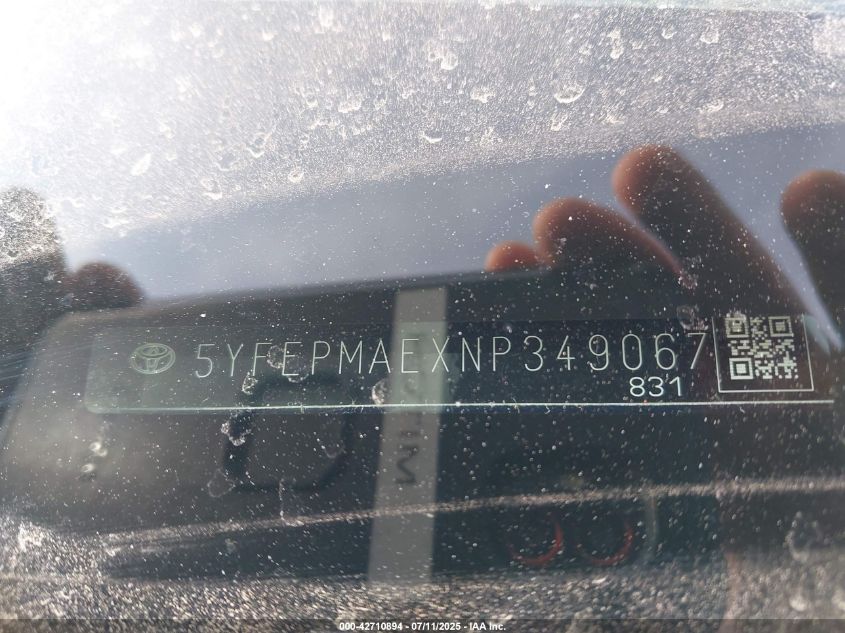 5YFEPMAEXNP349067
831
000-42710894 - 07/11/2025 - IAA Inc.